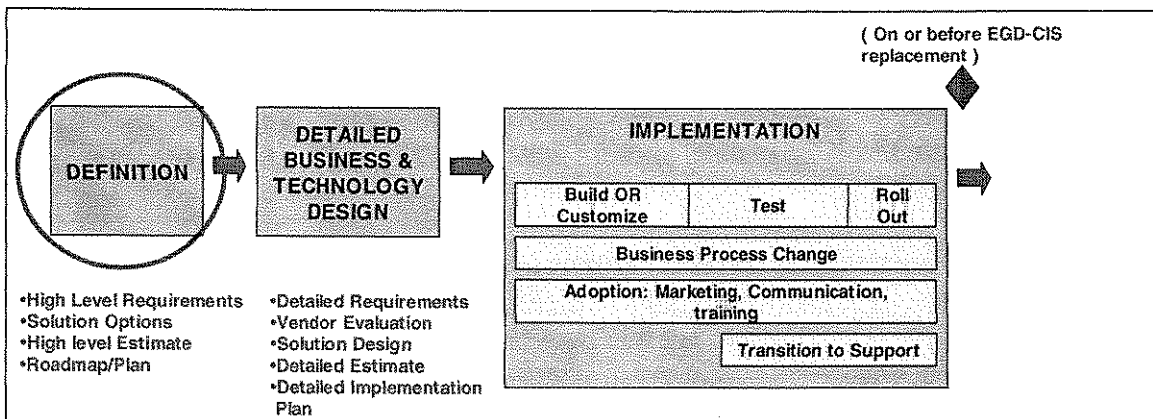 ( On or before EGD-CIS
replacement )
DEFINITION
DETAILED
BUSINESS &
TECHNOLOGY
DESIGN
IMPLEMENTATION
Build OR
Customize
Test
Roll
Out
Business Process Change
Adoption: Marketing, Communication,
training
Transition to Support
•High Level Requirements
•Solution Options
•High level Estimate
•Roadmap/Plan
•Detailed Requirements
•Vendor Evaluation
•Solution Design
•Detailed Estimate
•Detailed Implementation
Plan